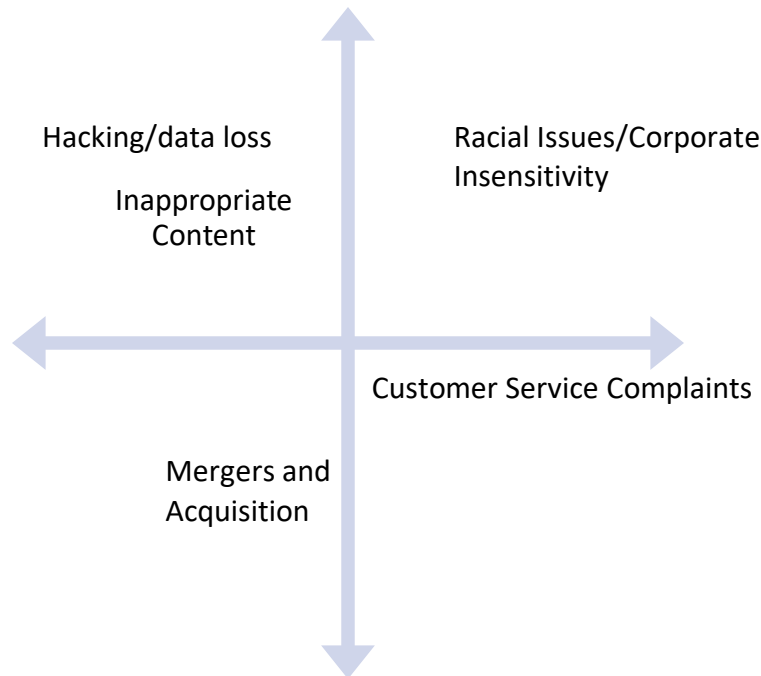 Hacking/data loss
Racial Issues/Corporate
Insensitivity
Inappropriate
Content
Customer Service Complaints
Mergers and
Acquisition